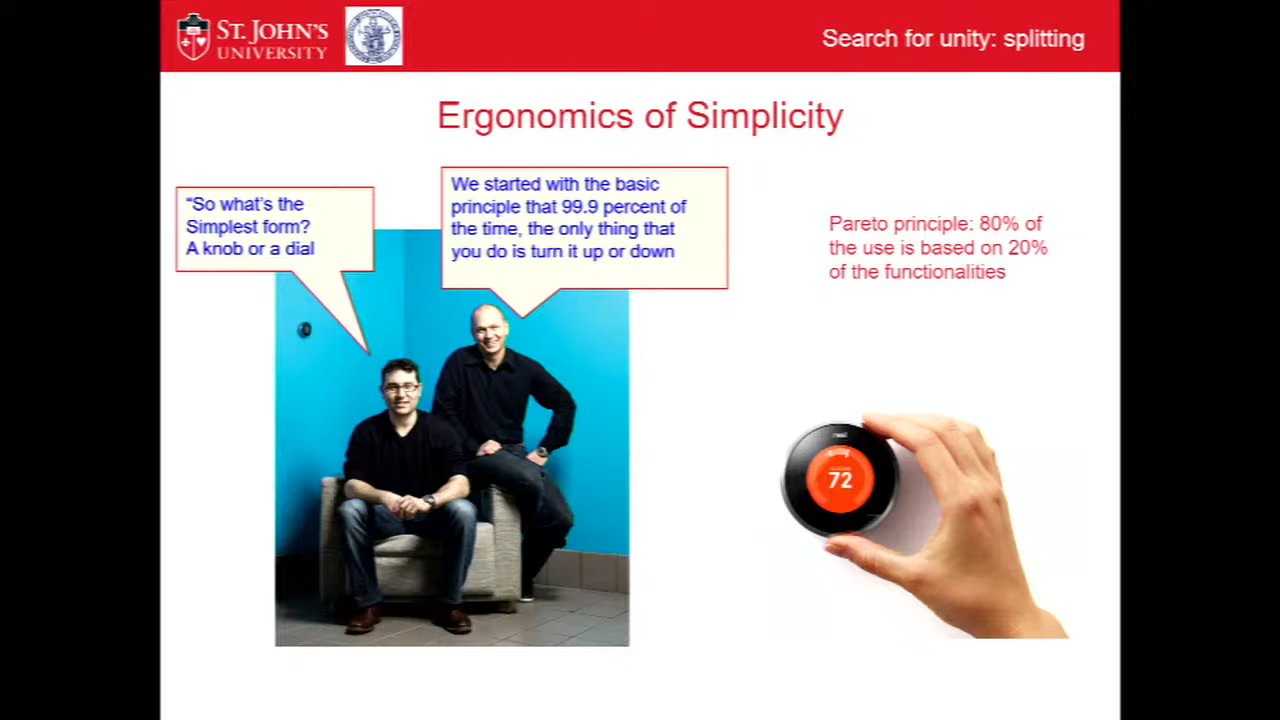 ST. JOHN'S
UNIVERSITY
Search for unity: splitting
Ergonomics of Simplicity
“So what’s the
Simplest form?
A knob or a dial
We started with the basic
principle that 99.9 percent of
the time, the only thing that
you do is turn it up or down
Pareto principle: 80% of
the use is based on 20%
of the functionalities
nest
72